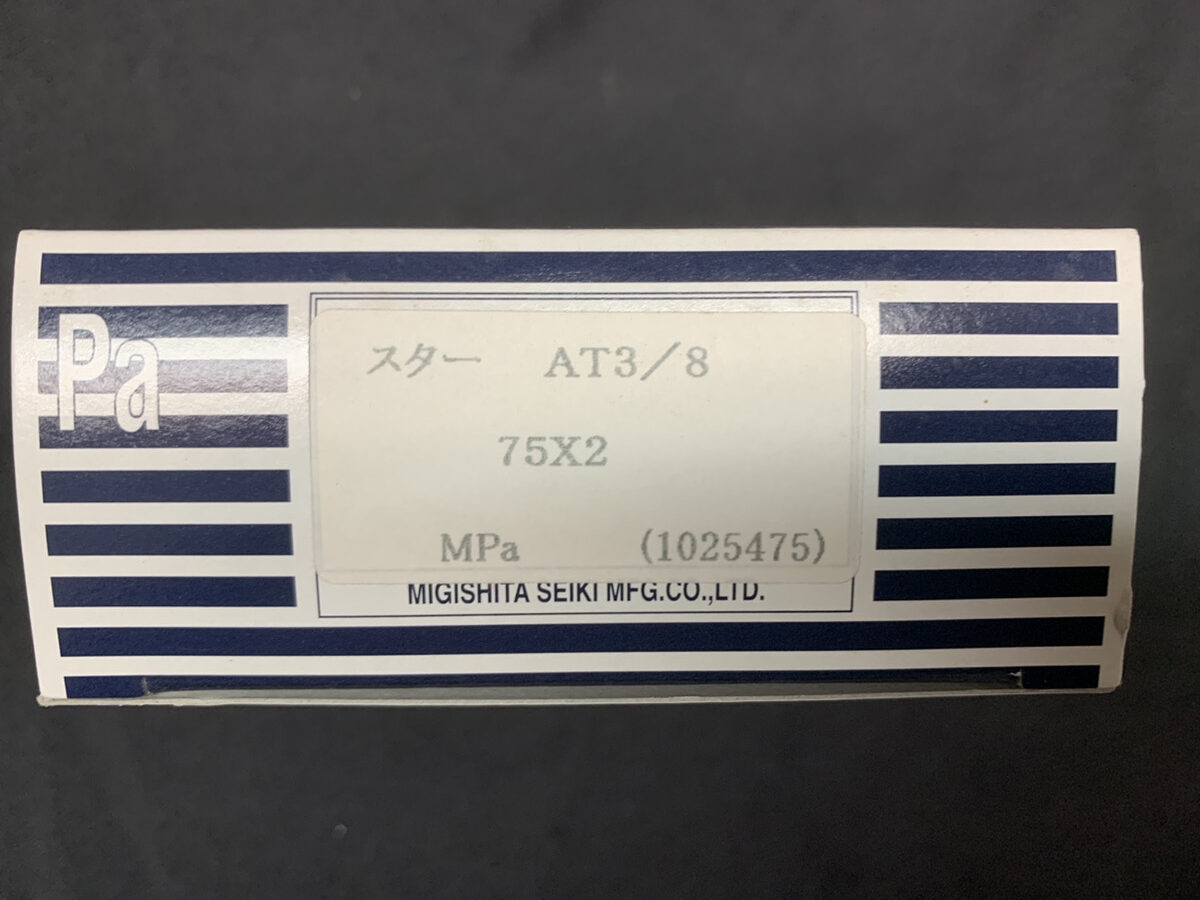 Pa
スター AT3/8
75X2
MPa (1025475)
MIGISHITA SEIKI MFG.CO.,LTD.